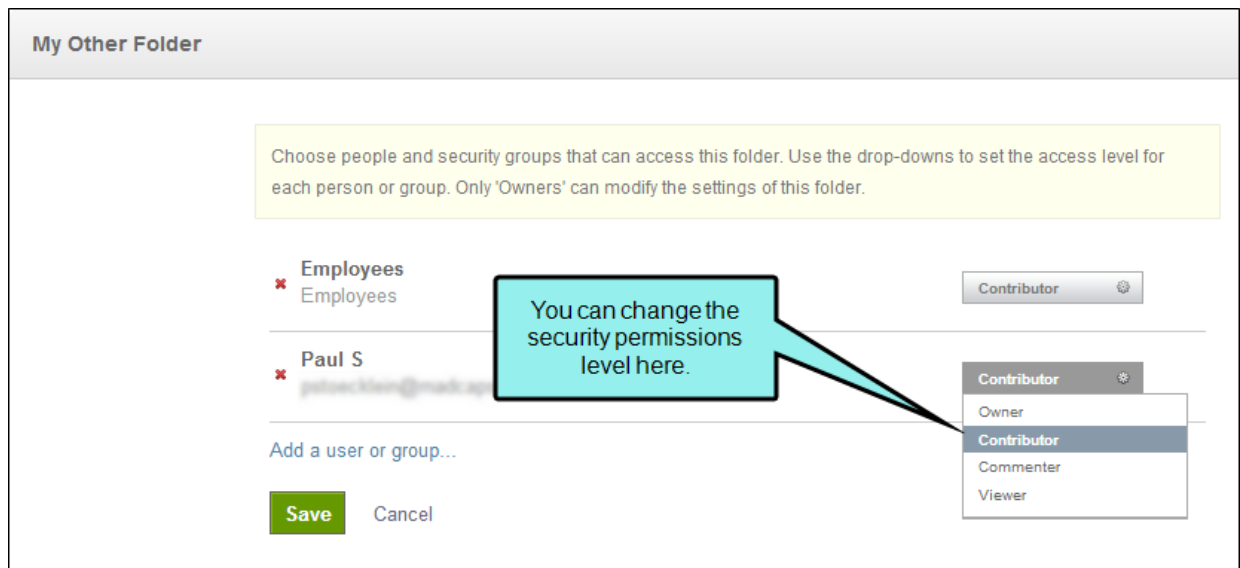 My Other Folder
Choose people and security groups that can access this folder. Use the drop-downs to set the access level for
each person or group. Only 'Owners' can modify the settings of this folder.
Employees
Employees
Contributor
You can change the
security permissions
level here.
Paul S
Contributor
Owner
Contributor
Commenter
Viewer
Add a user or group...
Save Cancel